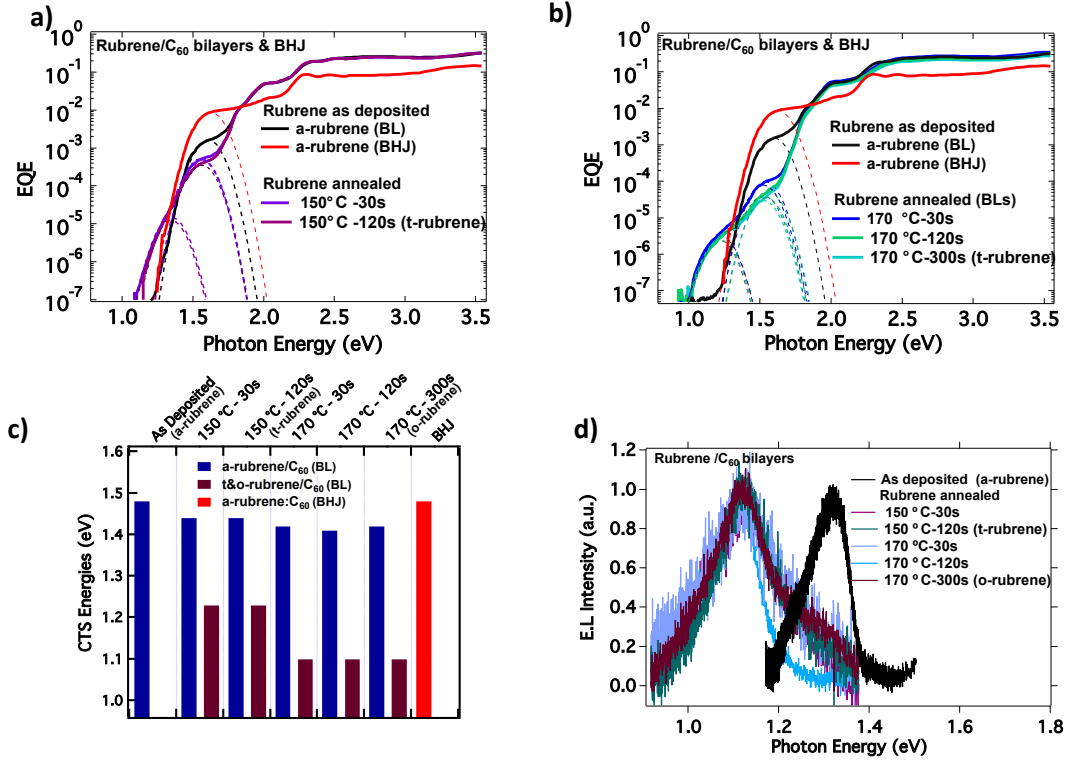 a)
Rubrene/C60 bilayers & BHJ
Rubrene as deposited
a-rubrene (BL)
a-rubrene (BHJ)
Rubrene annealed
150°C -30s
150°C -120s (t-rubrene)
EQE
10^0
10^-1
10^-2
10^-3
10^-4
10^-5
10^-6
10^-7
1.0 1.5 2.0 2.5 3.0 3.5
Photon Energy (eV)
b)
Rubrene/C60 bilayers & BHJ
Rubrene as deposited
a-rubrene (BL)
a-rubrene (BHJ)
Rubrene annealed (BLs)
170 °C-30s
170 °C-120s
170 °C-300s (t-rubrene)
EQE
10^0
10^-1
10^-2
10^-3
10^-4
10^-5
10^-6
10^-7
1.0 1.5 2.0 2.5 3.0 3.5
Photon Energy (eV)
c)
As Deposited
(a-rubrene)
150 °C - 30s
150 °C - 120s
(t-rubrene)
170 °C - 30s
170 °C - 120s
170 °C - 300s
(o-rubrene)
BHJ
a-rubrene/C60 (BL)
t&o-rubrene/C60 (BL)
a-rubrene:C60 (BHJ)
CTS Energies (eV)
1.6
1.5
1.4
1.3
1.2
1.1
1.0
d)
Rubrene /C60 bilayers
As deposited (a-rubrene)
Rubrene annealed
150 °C-30s
150 °C-120s (t-rubrene)
170 °C-30s
170 °C-120s
170 °C-300s (o-rubrene)
E.L Intensity (a.u.)
1.2
1.0
0.8
0.6
0.4
0.2
0.0
1.0 1.2 1.4 1.6 1.8
Photon Energy (eV)